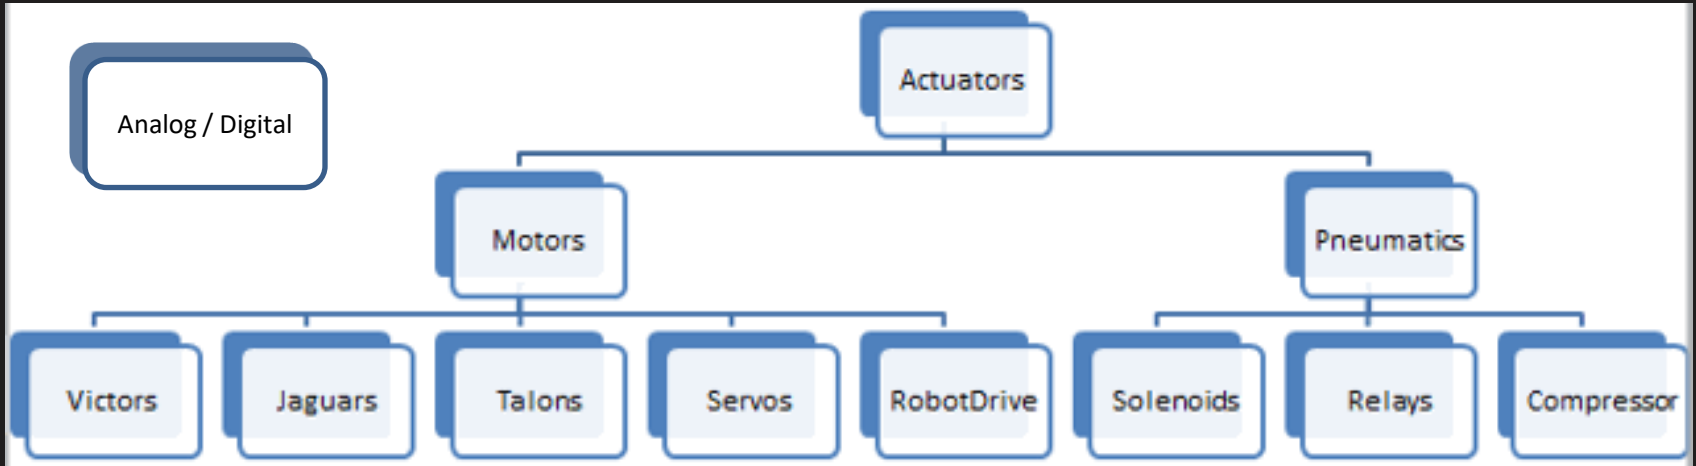 Actuators
Analog / Digital
Motors
Pneumatics
Victors
Jaguars
Talons
Servos
RobotDrive
Solenoids
Relays
Compressor